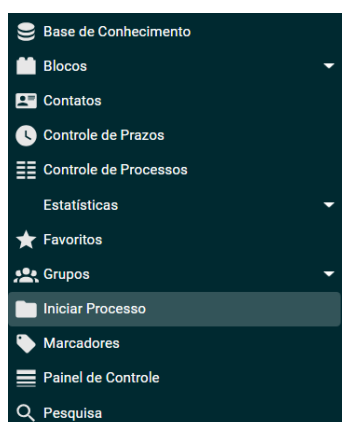 Base de Conhecimento
Blocos
Contatos
Controle de Prazos
Controle de Processos
Estatísticas
Favoritos
Grupos
Iniciar Processo
Marcadores
Painel de Controle
Pesquisa